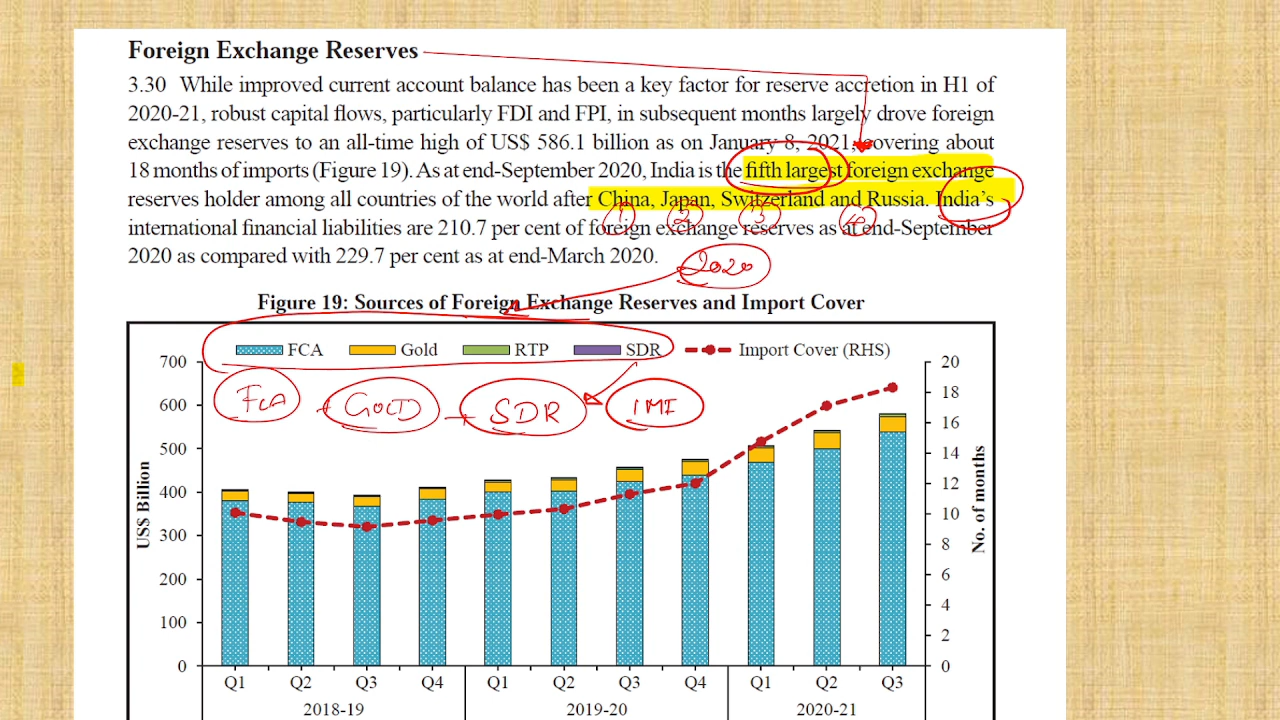 Foreign Exchange Reserves
3.30 While improved current account balance has been a key factor for reserve accretion in H1 of
2020-21, robust capital flows, particularly FDI and FPI, in subsequent months largely drove foreign
exchange reserves to an all-time high of US$ 586.1 billion as on January 8, 2021, covering about
18 months of imports (Figure 19). As at end-September 2020, India is the fifth largest foreign exchange
reserves holder among all countries of the world after China, Japan, Switzerland and Russia. India's
1 2 3 4
international financial liabilities are 210.7 per cent of foreign exchange reserves as at end-September
2020 as compared with 229.7 per cent as at end-March 2020.
2020
Figure 19: Sources of Foreign Exchange Reserves and Import Cover
FCA Gold RTP SDR Import Cover (RHS)
FCA + GOLD + SDR IMF
700 20
600 18
500 16
400 14
300 12
200 10
100 8
0 6
4
2
0
US$ Billion
No. of months
Q1 Q2 Q3 Q4 Q1 Q2 Q3 Q4 Q1 Q2 Q3
2018-19 2019-20 2020-21